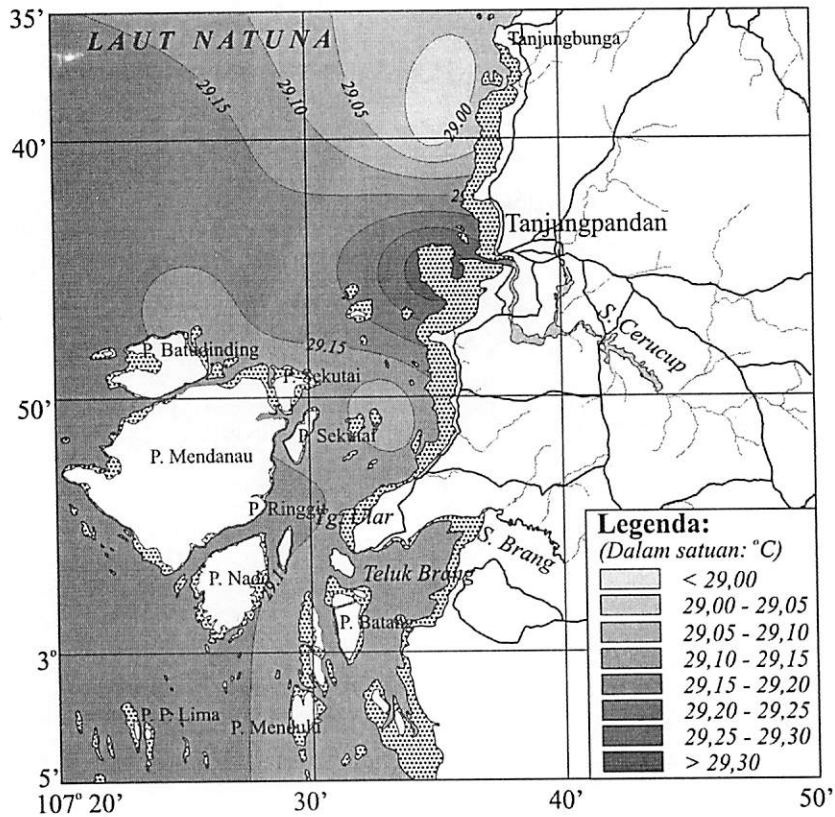 35'
LAUT NATUNA
Tanjungbunga
29.15
29.10
29.05
29.00
40'
Tanjungpandan
S. Cerucup
P. Batudinding
29.15
P. Sekutai
50'
P. Sekutai
P. Mendanau
P. Ringgit
Tg. Ular
S. Brang
Teluk Brang
P. Nado
P. Batang
3°
P. P. Lima
5'
107° 20'
30'
40'
50'
Legenda:
(Dalam satuan: °C)
< 29,00
29,00 - 29,05
29,05 - 29,10
29,10 - 29,15
29,15 - 29,20
29,20 - 29,25
29,25 - 29,30
> 29,30